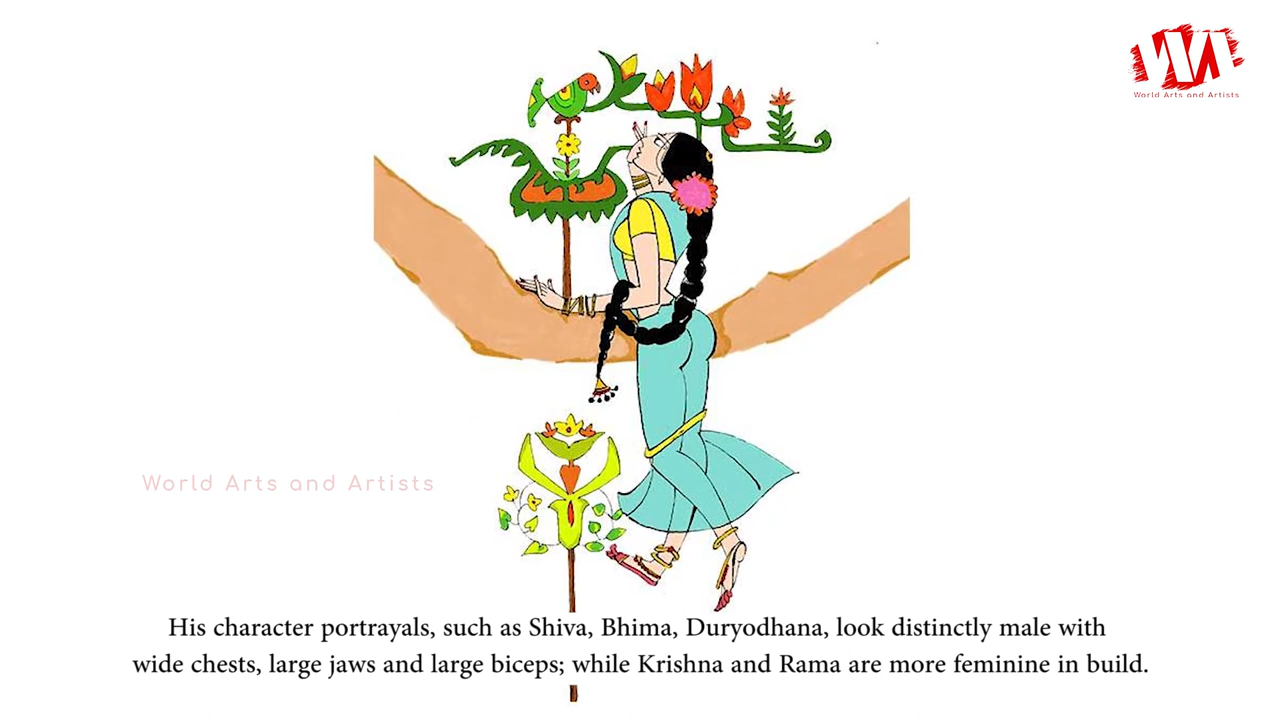 World Arts and Artists
World Arts and Artists
His character portrayals, such as Shiva, Bhima, Duryodhana, look distinctly male with
wide chests, large jaws and large biceps; while Krishna and Rama are more feminine in build.